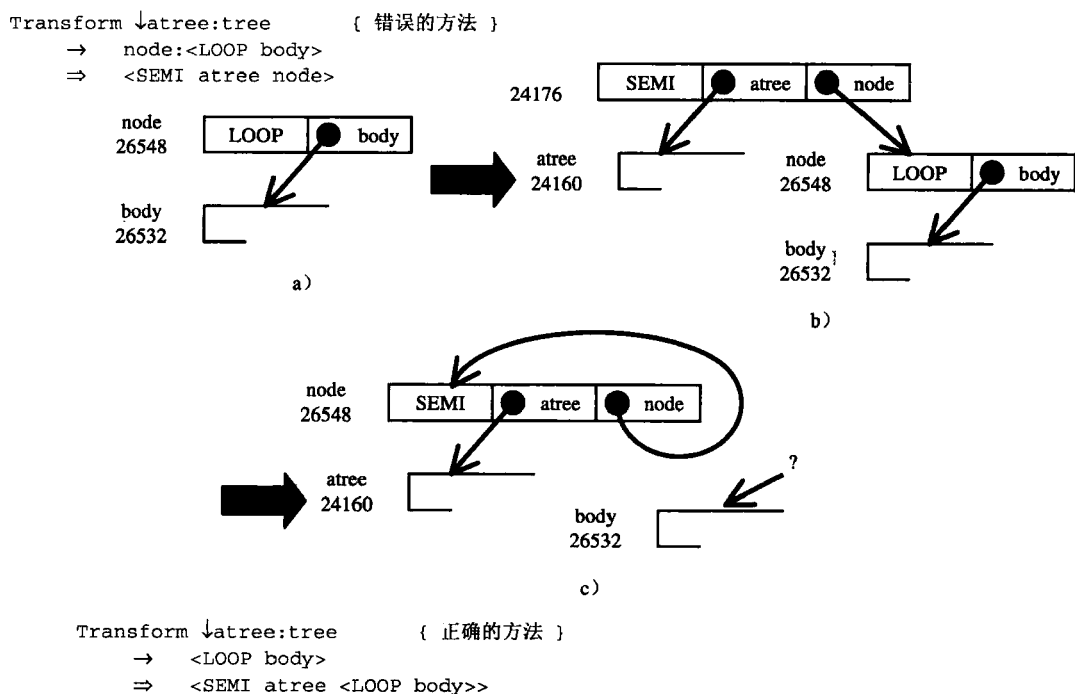 Transform ↓atree:tree { 错误的方法 }
→ node:<LOOP body>
⇒ <SEMI atree node>
24176
SEMI atree node
node
26548
LOOP body
atree
24160
node
26548
LOOP body
body
26532
body
26532
a)
b)
node
26548
SEMI atree node
atree
24160
?
body
26532
c)
Transform ↓atree:tree { 正确的方法 }
→ <LOOP body>
⇒ <SEMI atree <LOOP body>>